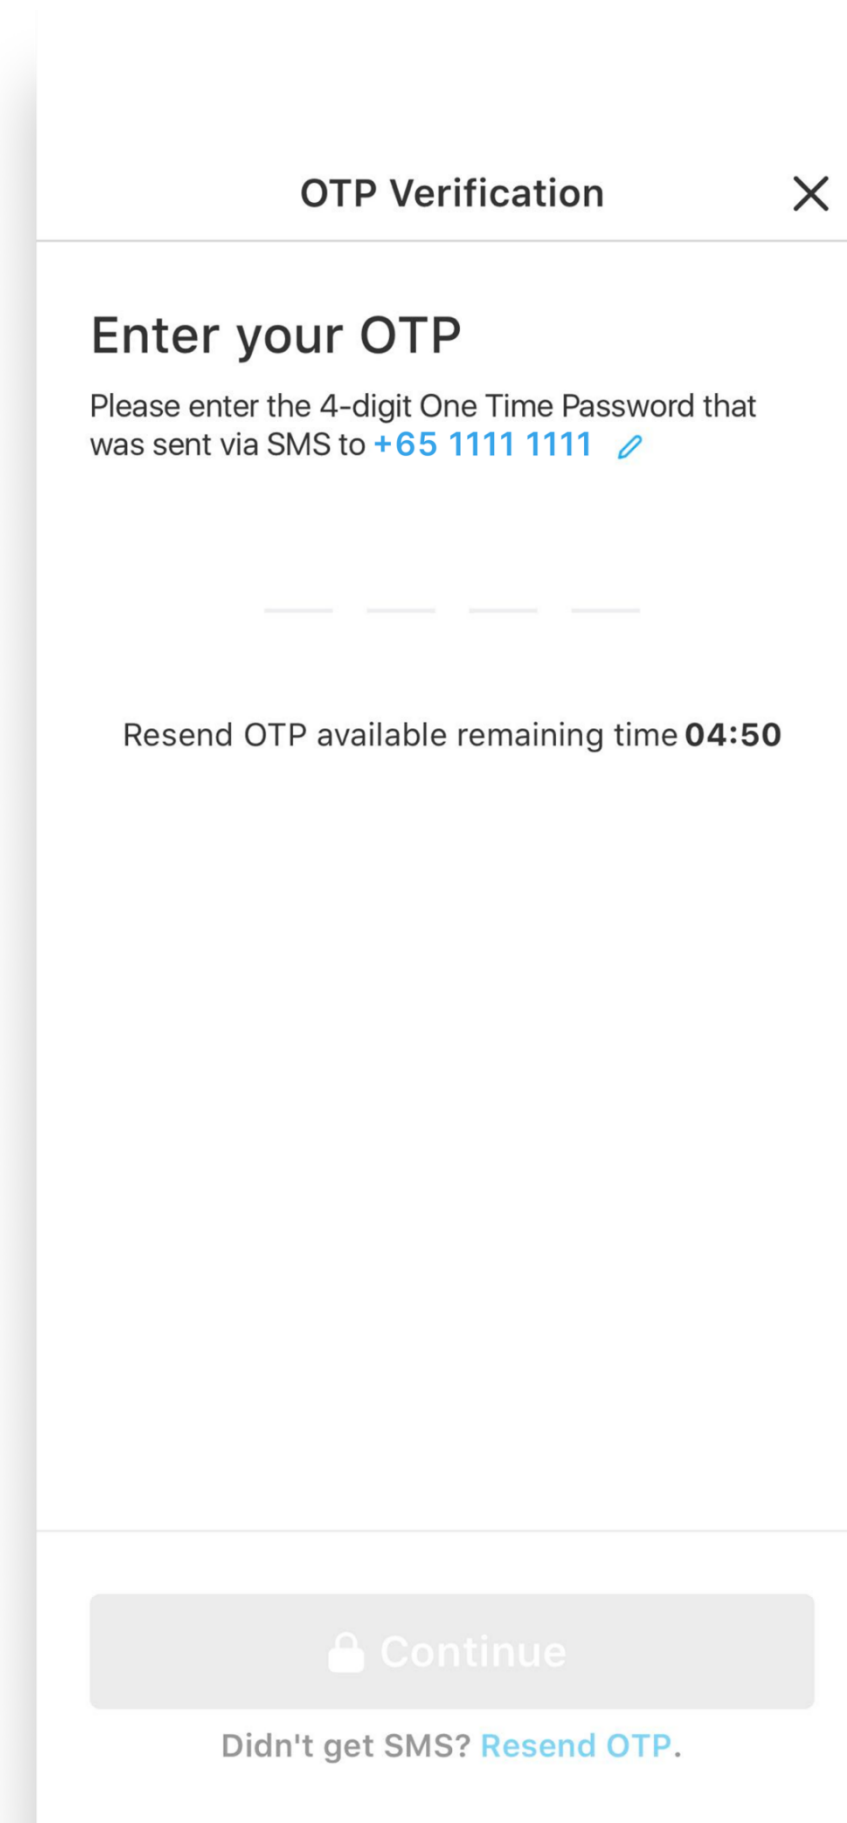 OTP Verification
Enter your OTP
Please enter the 4-digit One Time Password that
was sent via SMS to +65 1111 1111
Resend OTP available remaining time 04:50
Continue
Didn't get SMS? Resend OTP.